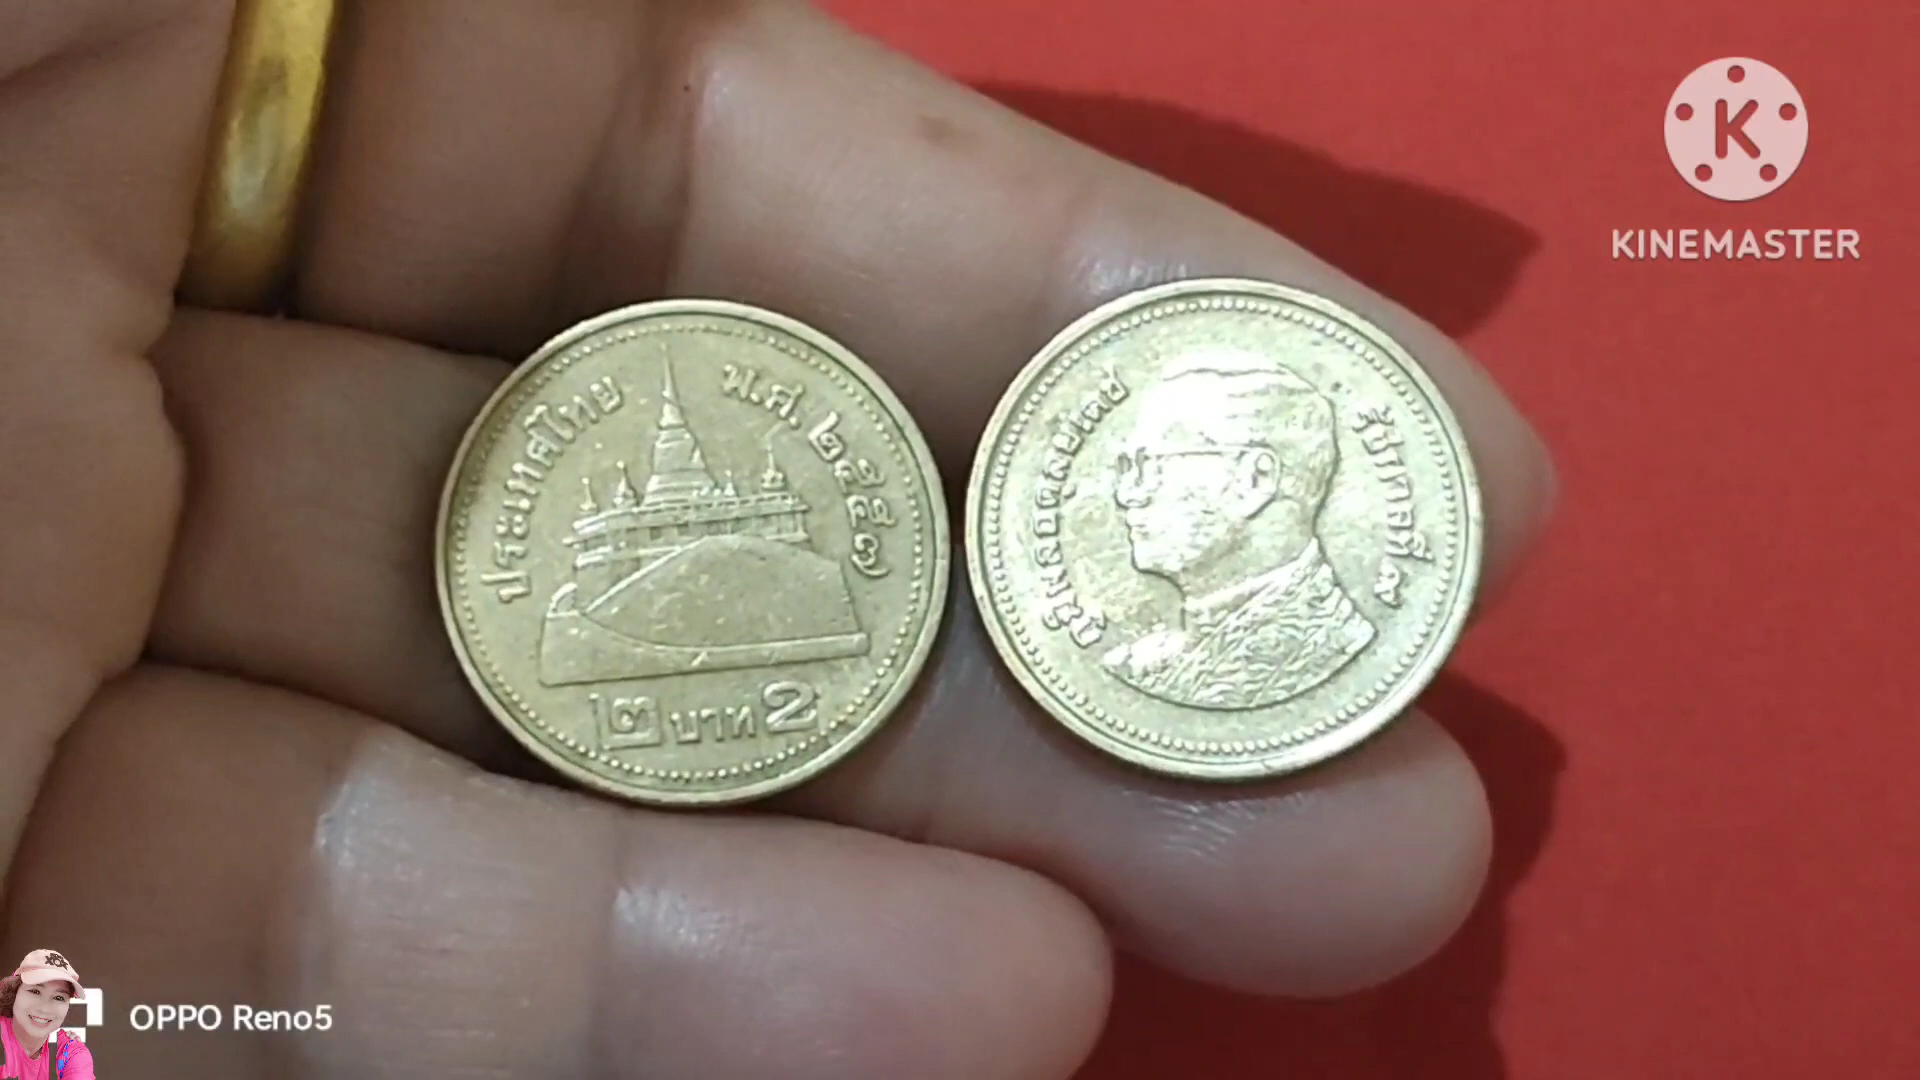 ประเทศไทย
พ.ศ. ๒๕๕๗
๒ บาท 2
ภูมิพลอดุลยเดช
รัชกาลที่ ๙
K
KINEMASTER
OPPO Reno5